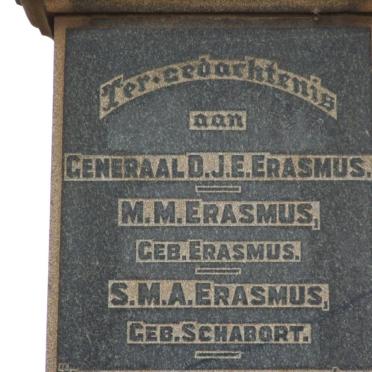 Ter·gedachtenis
aan
GENERAAL D.J.E.ERASMUS.
M.M.ERASMUS,
GEB.ERASMUS.
S.M.A.ERASMUS,
GEB.SCHABORT.